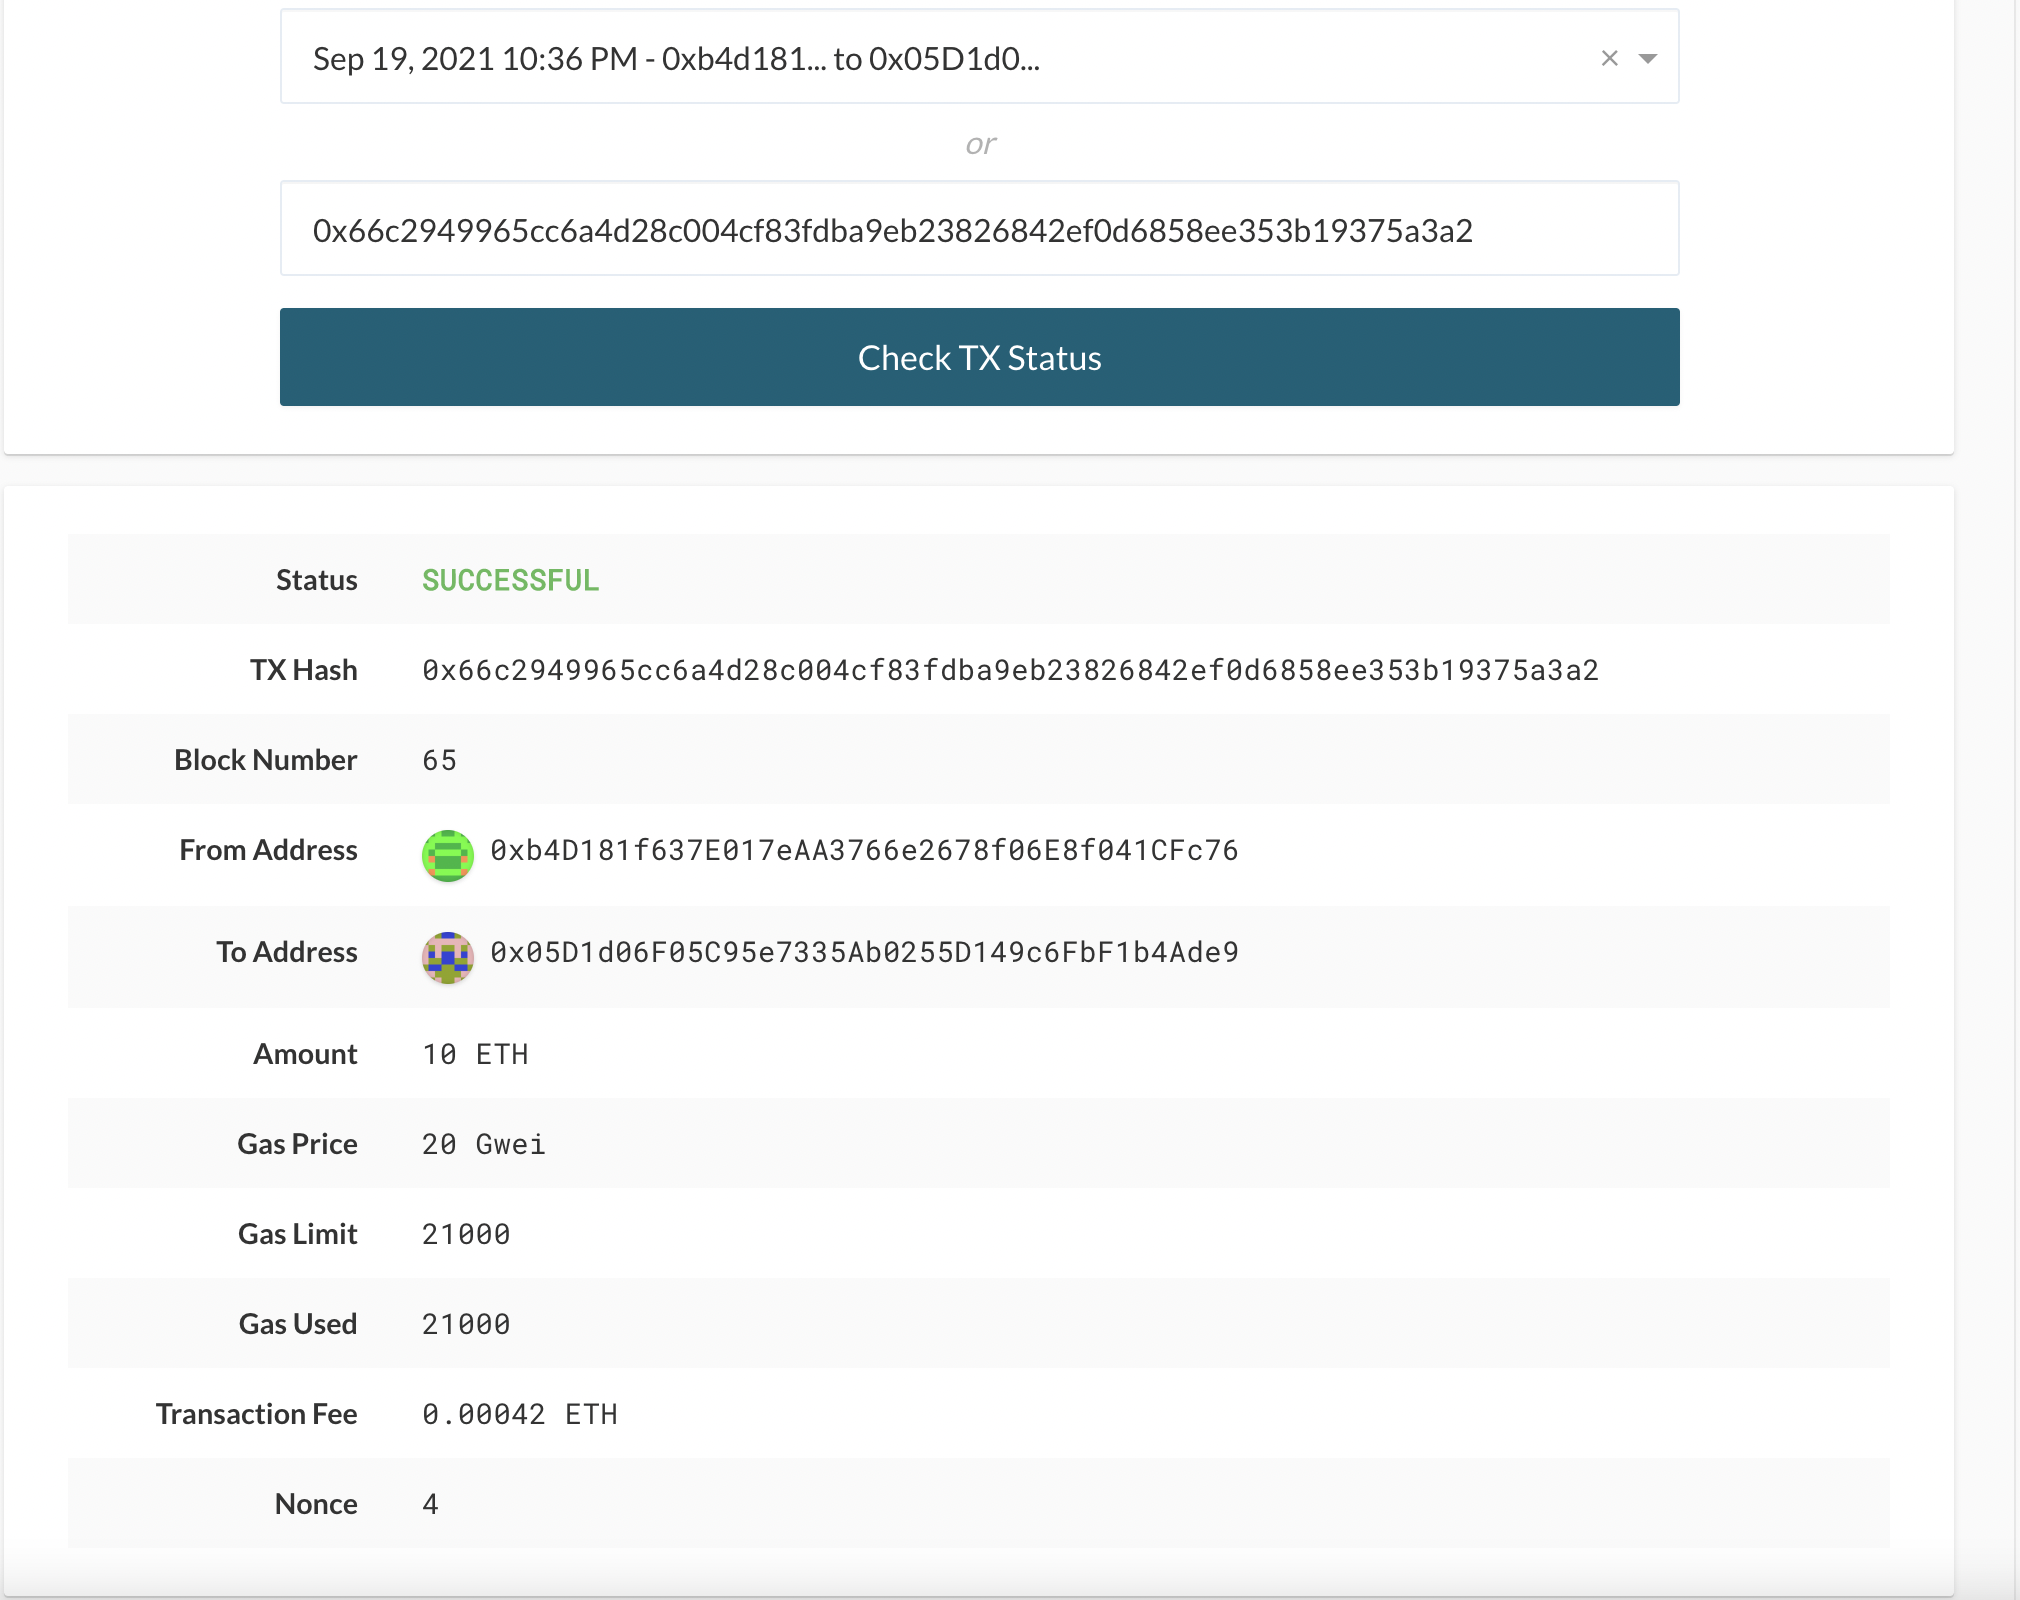 Sep 19, 2021 10:36 PM - 0xb4d181... to 0x05D1d0...
or
0x66c2949965cc6a4d28c004cf83fdba9eb23826842ef0d6858ee353b19375a3a2
Check TX Status
Status SUCCESSFUL
TX Hash 0x66c2949965cc6a4d28c004cf83fdba9eb23826842ef0d6858ee353b19375a3a2
Block Number 65
From Address 0xb4D181f637E017eAA3766e2678f06E8f041CFc76
To Address 0x05D1d06F05C95e7335Ab0255D149c6FbF1b4Ade9
Amount 10 ETH
Gas Price 20 Gwei
Gas Limit 21000
Gas Used 21000
Transaction Fee 0.00042 ETH
Nonce 4